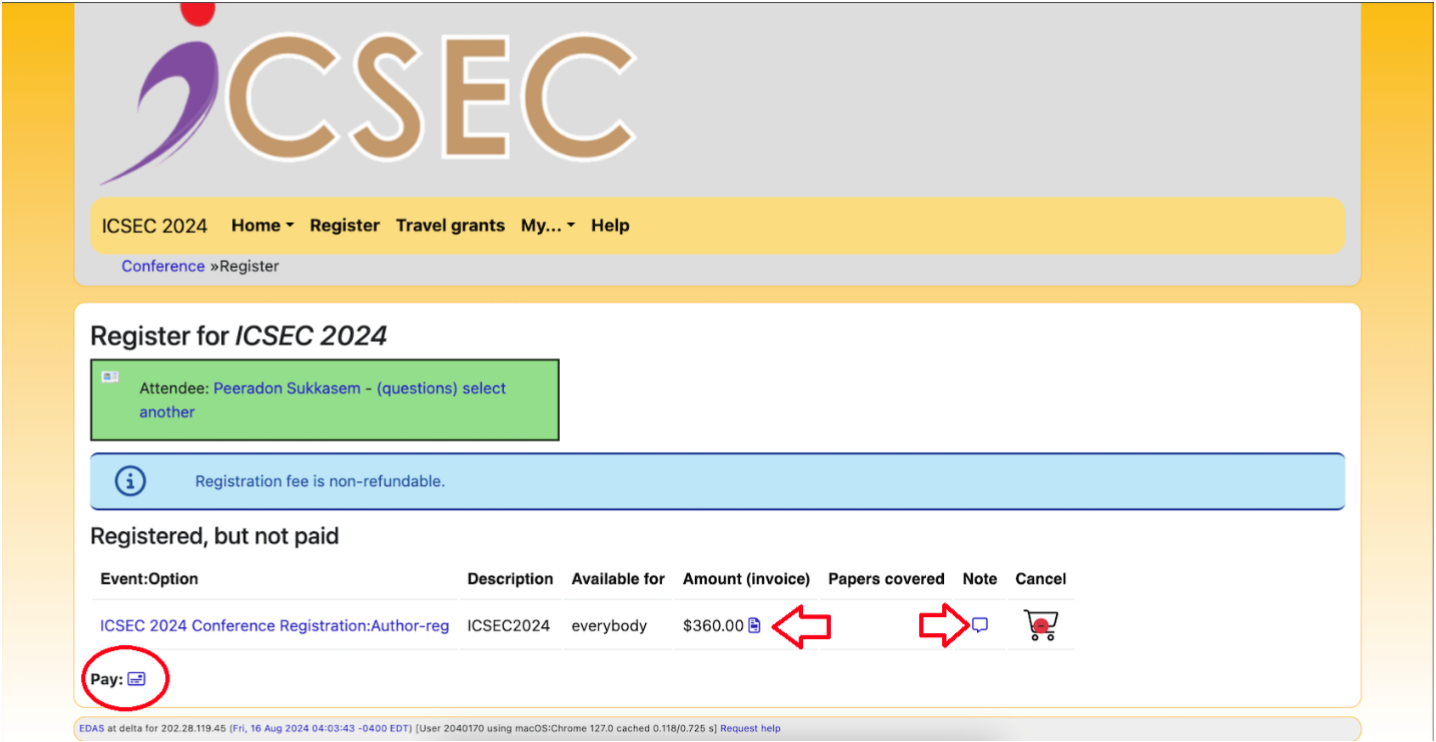 iCSEC
ICSEC 2024 Home Register Travel grants My... Help
Conference »Register
Register for ICSEC 2024
Attendee: Peeradon Sukkasem - (questions) select
another
Registration fee is non-refundable.
Registered, but not paid
Event:Option Description Available for Amount (invoice) Papers covered Note Cancel
ICSEC 2024 Conference Registration:Author-reg ICSEC2024 everybody $360.00
Pay:
EDAS at delta for 202.28.119.45 (Fri, 16 Aug 2024 04:03:43 -0400 EDT) [User 2040170 using macOS:Chrome 127.0 cached 0.118/0.725 s] Request help